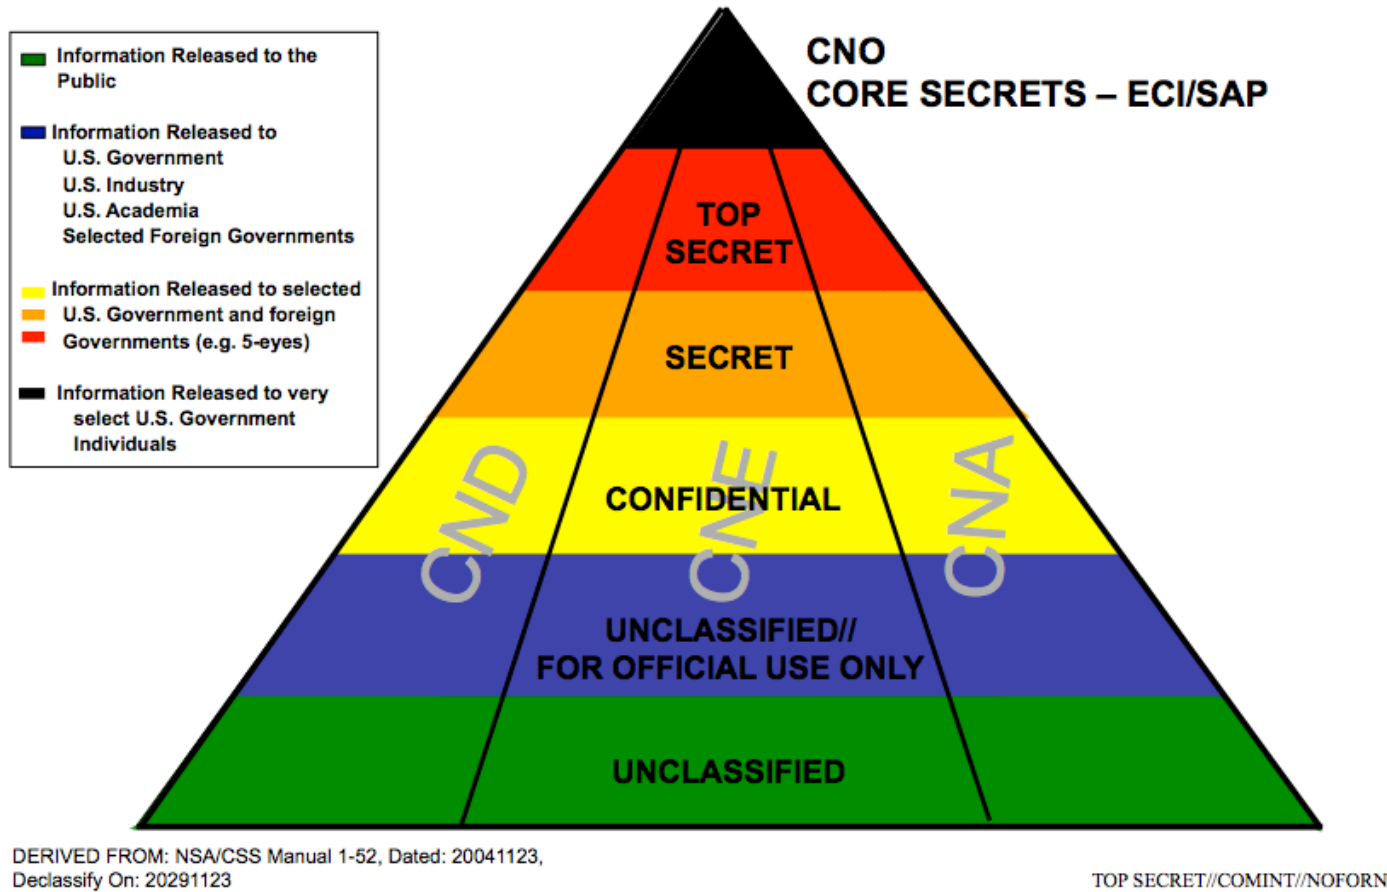 CNO
CORE SECRETS – ECI/SAP
Information Released to the
Public
Information Released to
U.S. Government
U.S. Industry
U.S. Academia
Selected Foreign Governments
Information Released to selected
U.S. Government and foreign
Governments (e.g. 5-eyes)
Information Released to very
select U.S. Government
Individuals
TOP
SECRET
SECRET
CND
CNE
CNA
CONFIDENTIAL
UNCLASSIFIED//
FOR OFFICIAL USE ONLY
UNCLASSIFIED
DERIVED FROM: NSA/CSS Manual 1-52, Dated: 20041123,
Declassify On: 20291123
TOP SECRET//COMINT//NOFORN